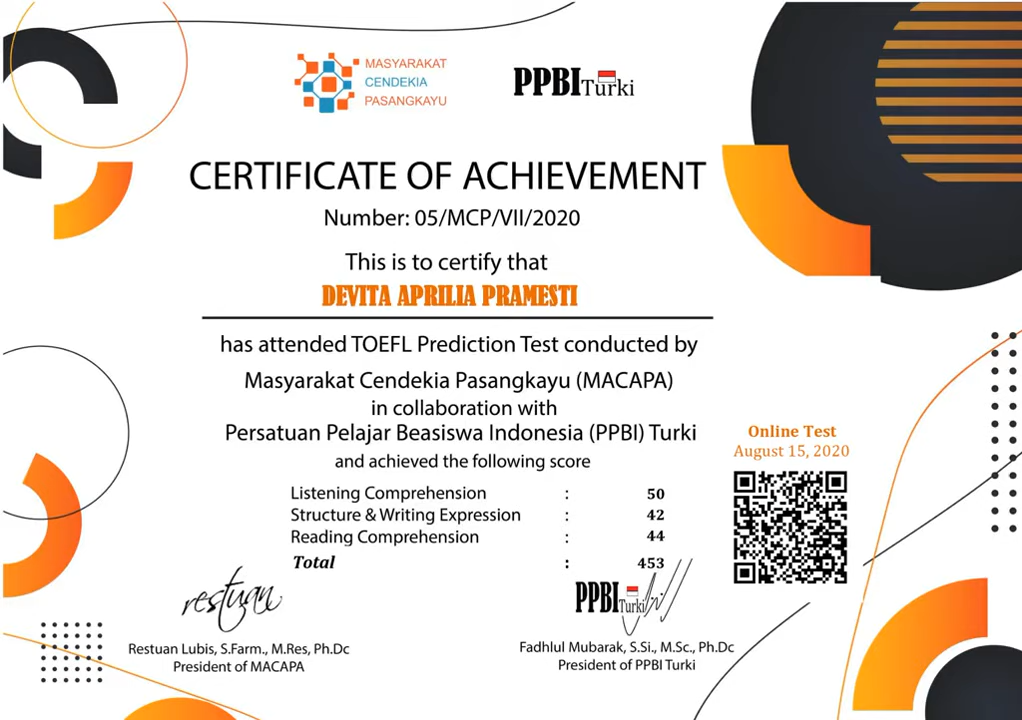 MASYARAKAT
CENDEKIA
PASANGKAYU
PPBI Turki
CERTIFICATE OF ACHIEVEMENT
Number: 05/MCP/VII/2020
This is to certify that
DEVITA APRILIA PRAMESTI
has attended TOEFL Prediction Test conducted by
Masyarakat Cendekia Pasangkayu (MACAPA)
in collaboration with
Persatuan Pelajar Beasiswa Indonesia (PPBI) Turki
and achieved the following score
Listening Comprehension : 50
Structure & Writing Expression : 42
Reading Comprehension : 44
Total : 453
Online Test
August 15, 2020
restuan
Restuan Lubis, S.Farm., M.Res, Ph.Dc
President of MACAPA
PPBI Turki
Fadhlul Mubarak, S.Si., M.Sc., Ph.Dc
President of PPBI Turki